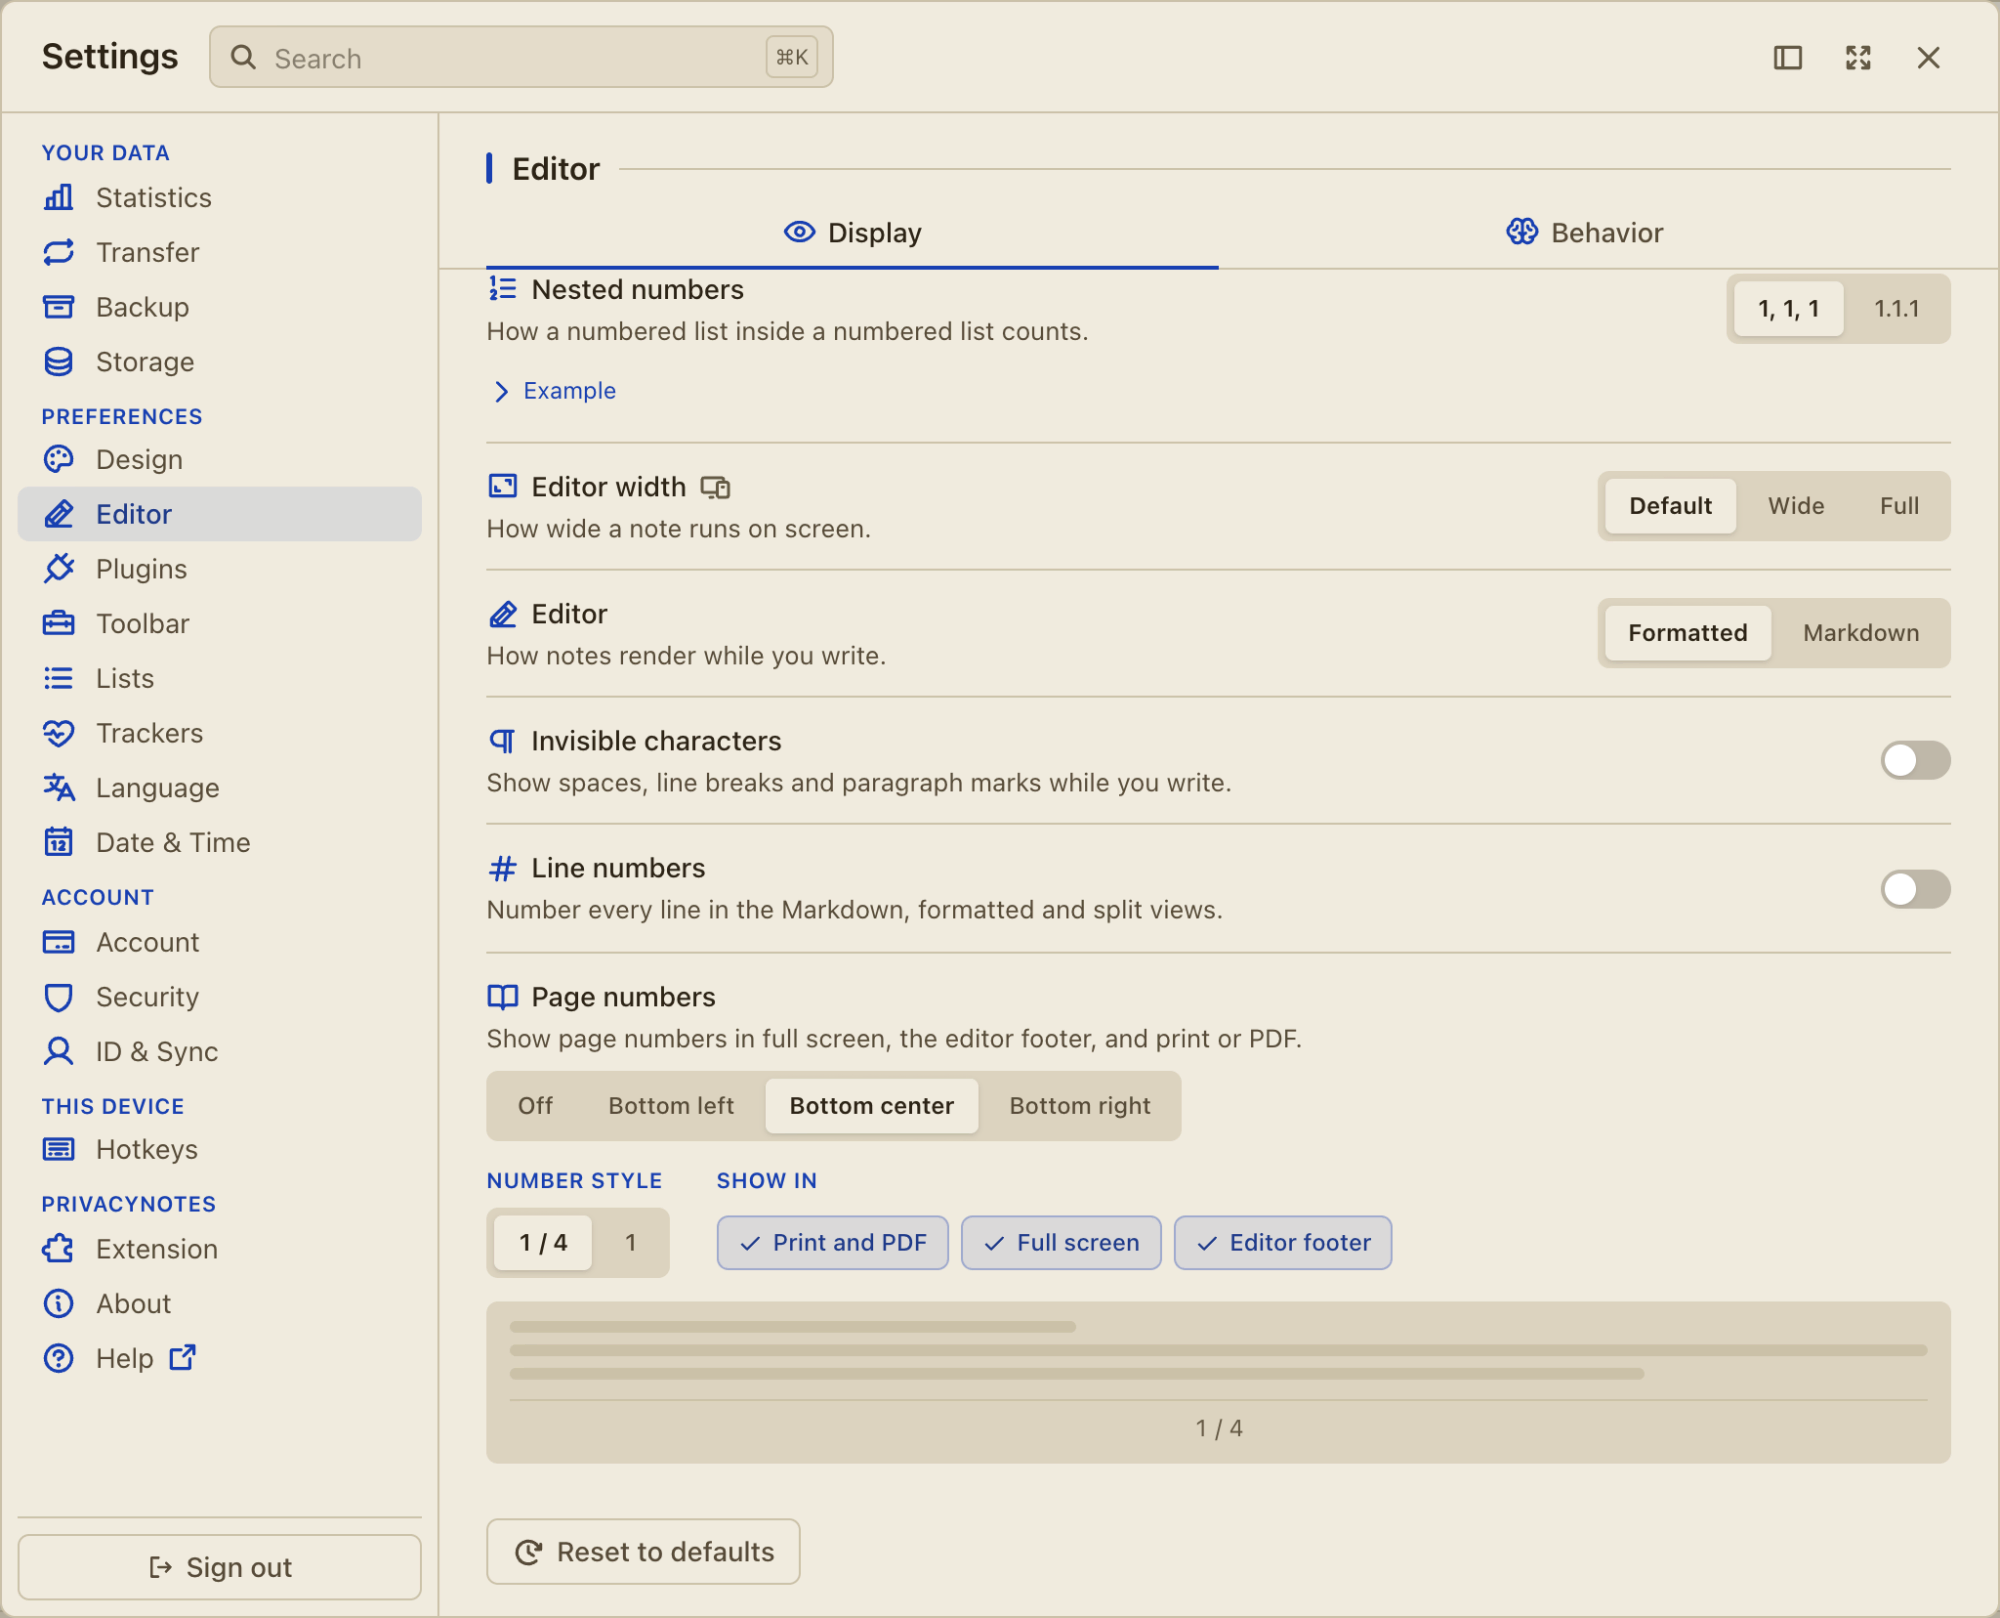 Settings
Search
⌘K
YOUR DATA
Statistics
Transfer
Backup
Storage
PREFERENCES
Design
Editor
Plugins
Toolbar
Lists
Trackers
Language
Date & Time
ACCOUNT
Account
Security
ID & Sync
THIS DEVICE
Hotkeys
PRIVACYNOTES
Extension
About
Help
Sign out
Editor
Display
Behavior
Nested numbers
How a numbered list inside a numbered list counts.
1, 1, 1
1.1.1
Example
Editor width
How wide a note runs on screen.
Default
Wide
Full
Editor
How notes render while you write.
Formatted
Markdown
Invisible characters
Show spaces, line breaks and paragraph marks while you write.
Line numbers
Number every line in the Markdown, formatted and split views.
Page numbers
Show page numbers in full screen, the editor footer, and print or PDF.
Off
Bottom left
Bottom center
Bottom right
NUMBER STYLE
1 / 4
1
SHOW IN
Print and PDF
Full screen
Editor footer
1 / 4
Reset to defaults